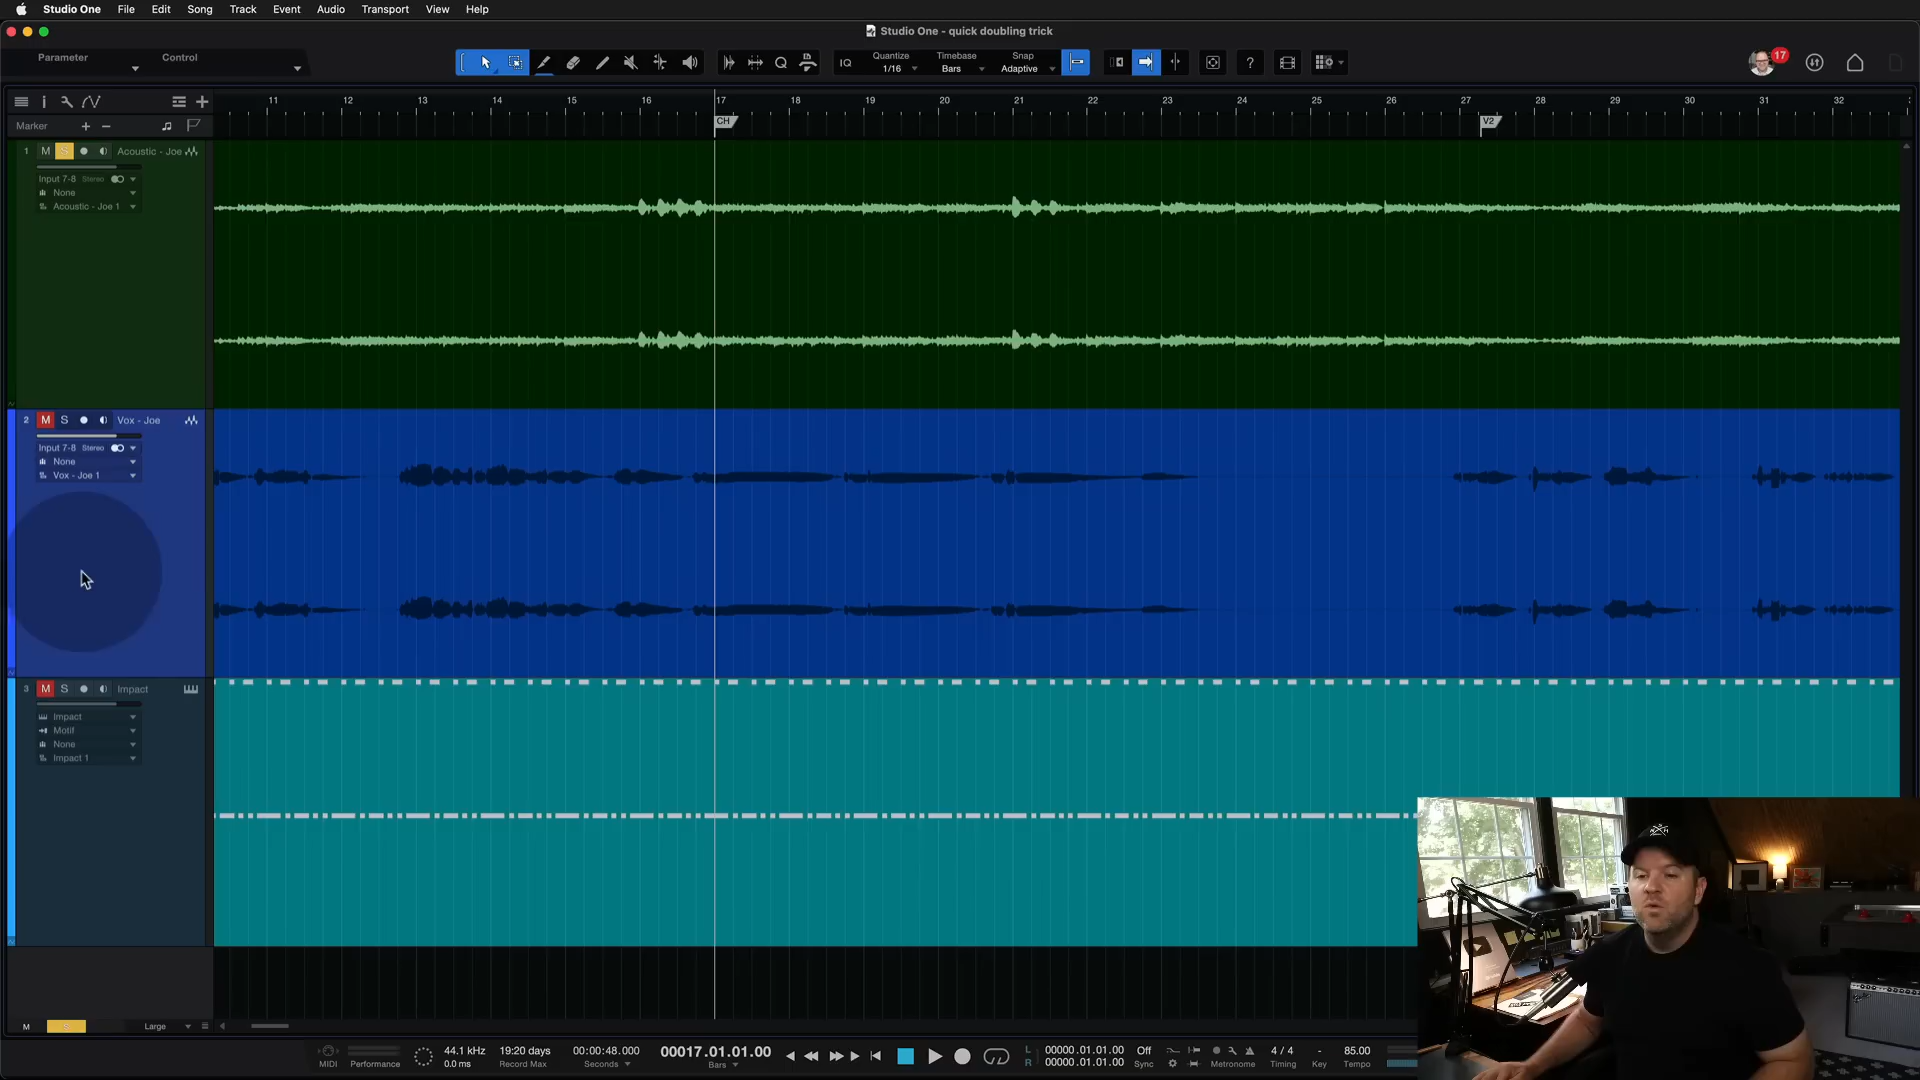 Studio One File Edit Song Track Event Audio Transport View Help
Studio One - quick doubling trick
Parameter Control
IQ Quantize 1/16 Timebase Bars Snap Adaptive ? 17
11 12 13 14 15 16 17 18 19 20 21 22 23 24 25 26 27 28 29 30 31 32
Marker + − CH V2
1 M S Acoustic - Joe
Input 7-8 Stereo
None
Acoustic - Joe 1
2 M S Vox - Joe
Input 7-8 Stereo
None
Vox - Joe 1
3 M S Impact
Impact
Motif
None
Impact 1
M S Large
MIDI Performance
44.1 kHz
0.0 ms
19:20 days
Record Max
00:00:48.000
Seconds
00017.01.01.00
Bars
L 00000.01.01.00
R 00000.01.01.00
Off
Sync
Metronome
4 / 4
Timing
-
Key
85.00
Tempo